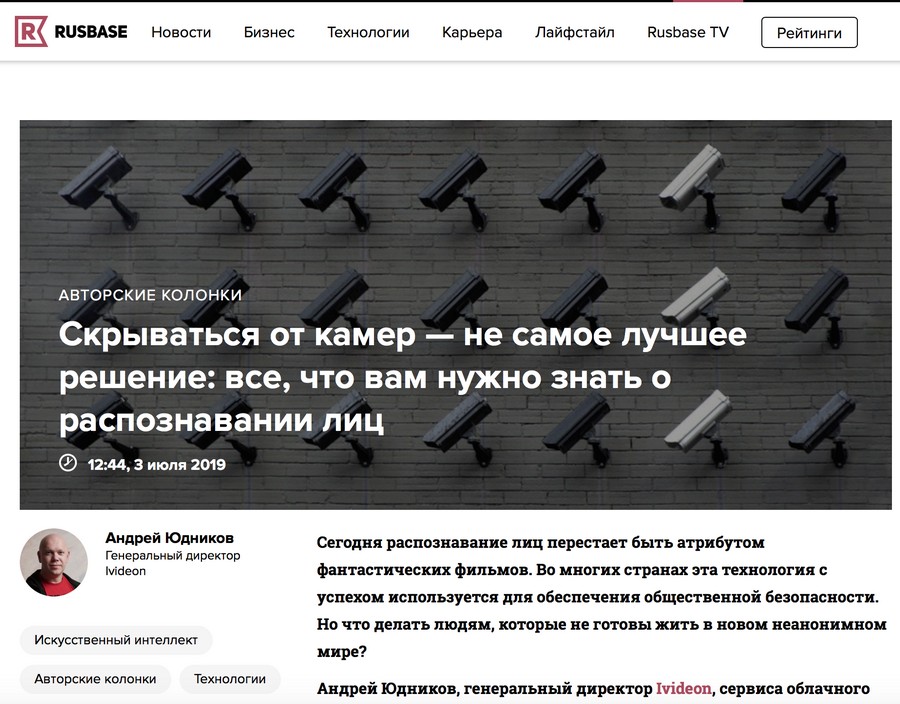 RUSBASE Новости Бизнес Технологии Карьера Лайфстайл Rusbase TV Рейтинги
АВТОРСКИЕ КОЛОНКИ
Скрываться от камер — не самое лучшее
решение: все, что вам нужно знать о
распознавании лиц
12:44, 3 июля 2019
Андрей Юдников
Генеральный директор
Ivideon
Искусственный интеллект
Авторские колонки Технологии
Сегодня распознавание лиц перестает быть атрибутом
фантастических фильмов. Во многих странах эта технология с
успехом используется для обеспечения общественной безопасности.
Но что делать людям, которые не готовы жить в новом неанонимном
мире?
Андрей Юдников, генеральный директор Ivideon, сервиса облачного